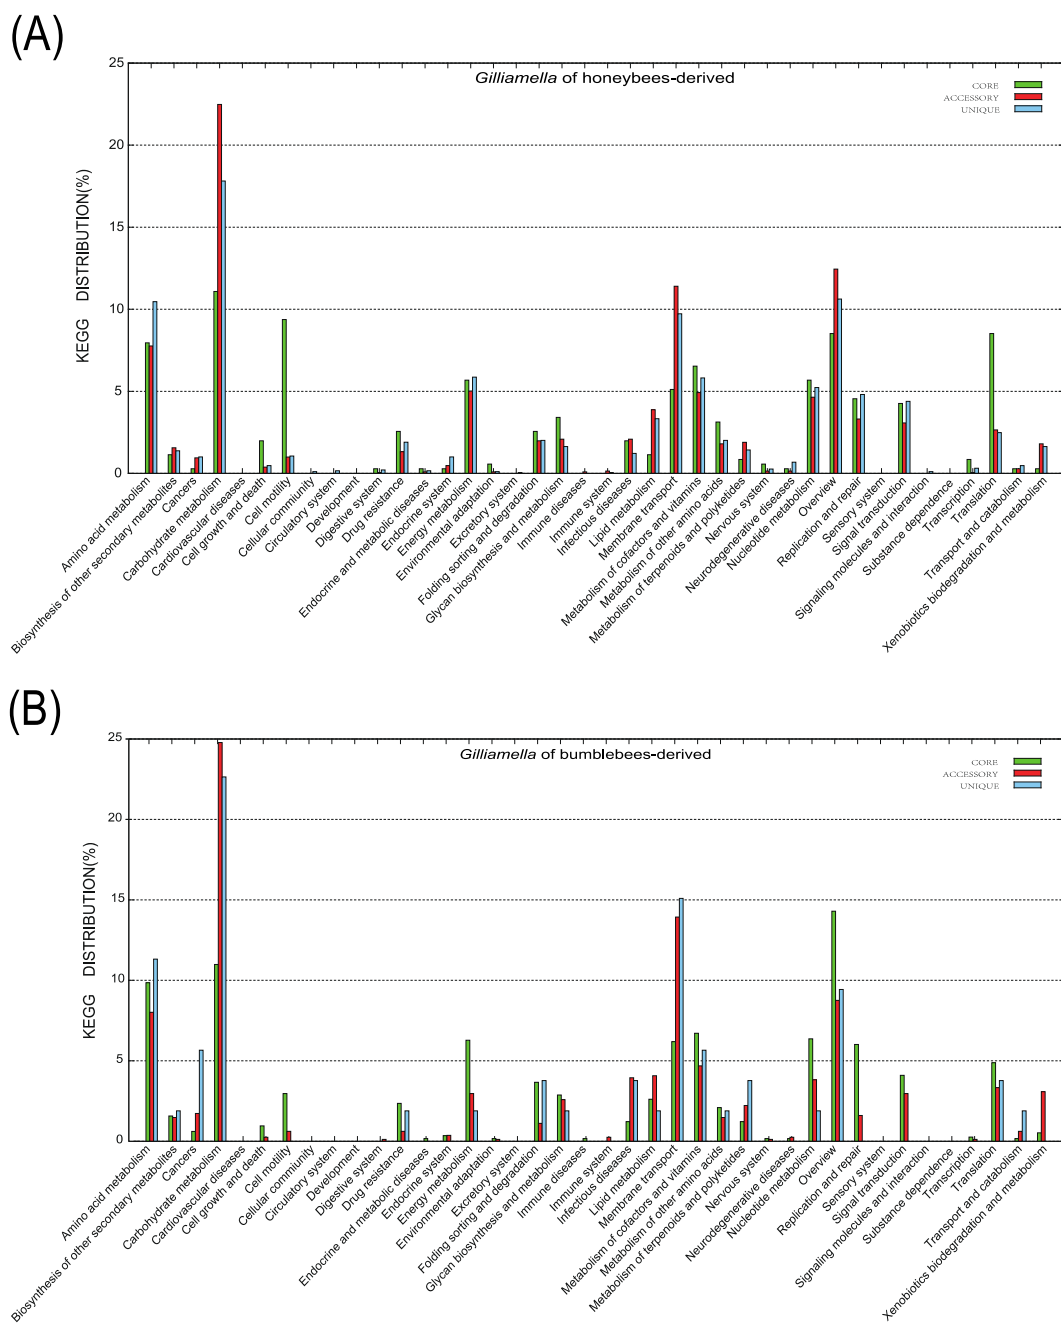 (A)
Gilliamella of honeybees-derived
CORE
ACCESSORY
UNIQUE
KEGG DISTRIBUTION(%)
25
20
15
10
5
0
Amino acid metabolism
Biosynthesis of other secondary metabolites
Cancers
Carbohydrate metabolism
Cardiovascular diseases
Cell growth and death
Cell motility
Cellular community
Circulatory system
Development
Digestive system
Drug resistance
Endocrine and metabolic diseases
Endocrine system
Energy metabolism
Environmental adaptation
Excretory system
Folding sorting and degradation
Glycan biosynthesis and metabolism
Immune diseases
Immune system
Infectious diseases
Lipid metabolism
Membrane transport
Metabolism of cofactors and vitamins
Metabolism of other amino acids
Metabolism of terpenoids and polyketides
Nervous system
Neurodegenerative diseases
Nucleotide metabolism
Overview
Replication and repair
Sensory system
Signal transduction
Signaling molecules and interaction
Substance dependence
Transcription
Translation
Transport and catabolism
Xenobiotics biodegradation and metabolism
(B)
Gilliamella of bumblebees-derived
CORE
ACCESSORY
UNIQUE
KEGG DISTRIBUTION(%)
25
20
15
10
5
0
Amino acid metabolism
Biosynthesis of other secondary metabolites
Cancers
Carbohydrate metabolism
Cardiovascular diseases
Cell growth and death
Cell motility
Cellular community
Circulatory system
Development
Digestive system
Drug resistance
Endocrine and metabolic diseases
Endocrine system
Energy metabolism
Environmental adaptation
Excretory system
Folding sorting and degradation
Glycan biosynthesis and metabolism
Immune diseases
Immune system
Infectious diseases
Lipid metabolism
Membrane transport
Metabolism of cofactors and vitamins
Metabolism of other amino acids
Metabolism of terpenoids and polyketides
Nervous system
Neurodegenerative diseases
Nucleotide metabolism
Overview
Replication and repair
Sensory system
Signal transduction
Signaling molecules and interaction
Substance dependence
Transcription
Translation
Transport and catabolism
Xenobiotics biodegradation and metabolism